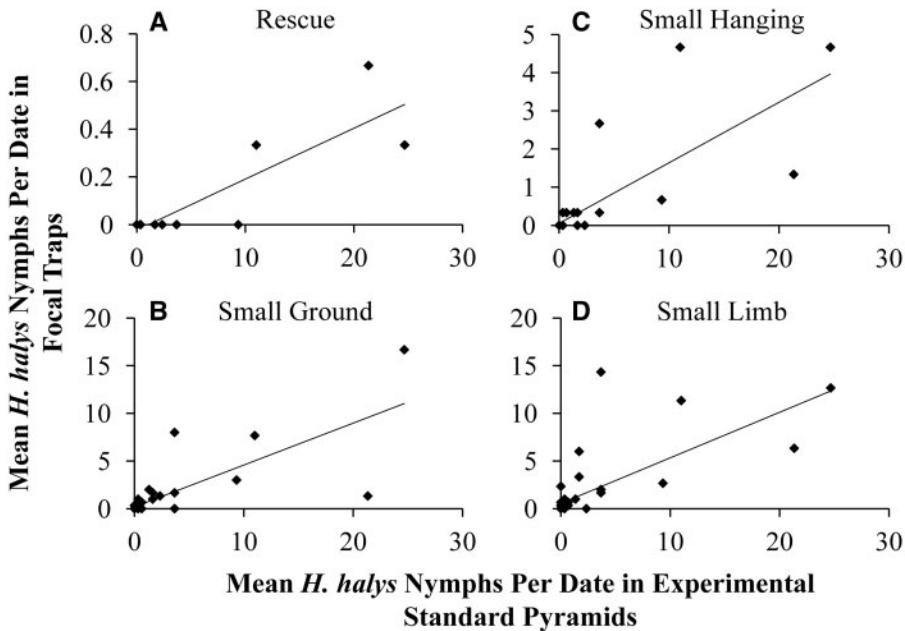 Mean H. halys Nymphs Per Date in
Focal Traps
A Rescue
0.8
0.6
0.4
0.2
0
0 10 20 30
C Small Hanging
5
4
3
2
1
0
0 10 20 30
B Small Ground
20
15
10
5
0
0 10 20 30
D Small Limb
20
15
10
5
0
0 10 20 30
Mean H. halys Nymphs Per Date in Experimental
Standard Pyramids